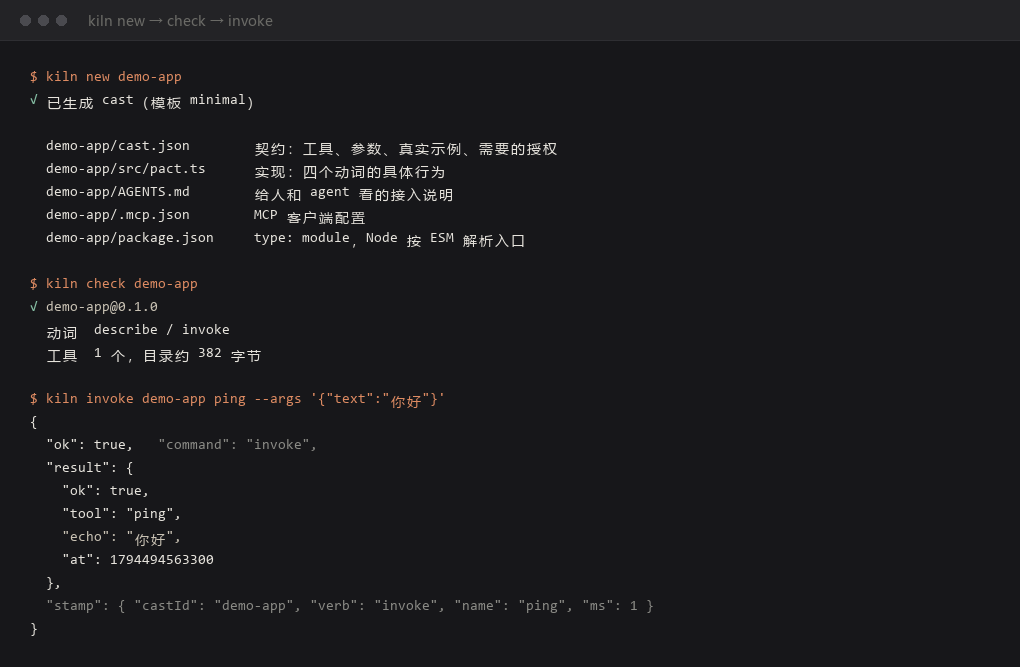 kiln new → check → invoke
$ kiln new demo-app
√ 已生成 cast (模板 minimal)
demo-app/cast.json 契约: 工具、参数、真实示例、需要的授权
demo-app/src/pact.ts 实现: 四个动词的具体行为
demo-app/AGENTS.md 给人和 agent 看的接入说明
demo-app/.mcp.json MCP 客户端配置
demo-app/package.json type: module, Node 按 ESM 解析入口
$ kiln check demo-app
√ demo-app@0.1.0
动词 describe / invoke
工具 1 个, 目录约 382 字节
$ kiln invoke demo-app ping --args '{"text":"你好"}'
{
"ok": true, "command": "invoke",
"result": {
"ok": true,
"tool": "ping",
"echo": "你好",
"at": 1794494563300
},
"stamp": { "castId": "demo-app", "verb": "invoke", "name": "ping", "ms": 1 }
}